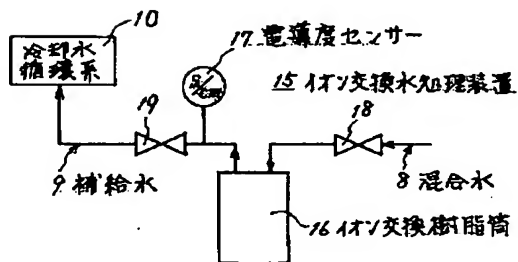 10
冷却水
循環系
17 電導度センサー
S/cm
15 イオン交換水処理装置
19
18
9 補給水
8 混合水
16 イオン交換樹脂筒